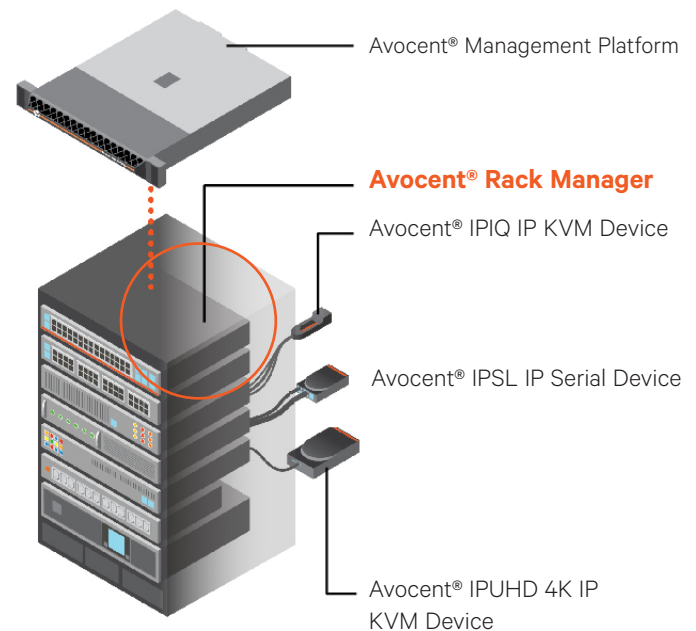 Avocent® Management Platform
Avocent® Rack Manager
Avocent® IPIQ IP KVM Device
Avocent® IPSL IP Serial Device
Avocent® IPUHD 4K IP
KVM Device